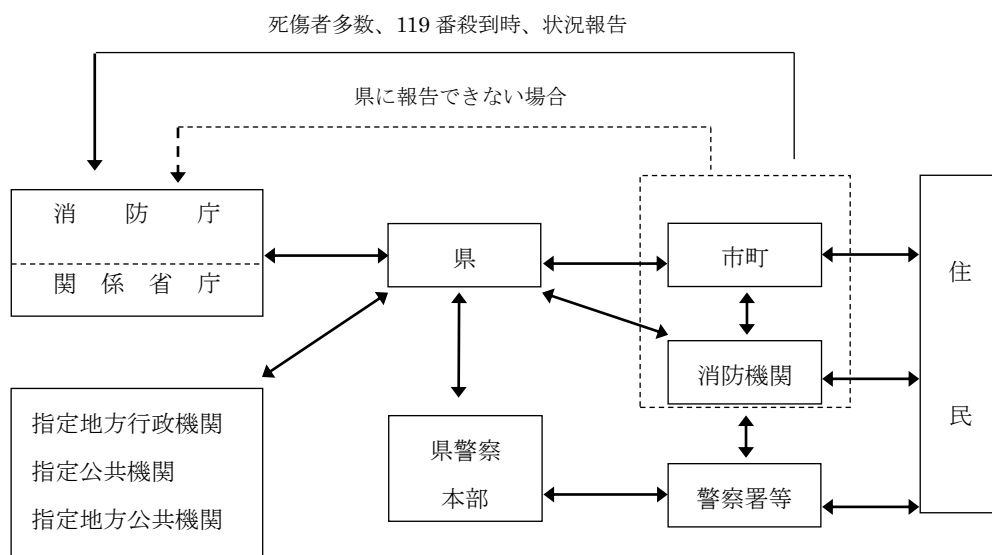 死傷者多数、119 番殺到時、状況報告
県に報告できない場合
消防庁
関係省庁
県
市町
消防機関
住民
指定地方行政機関
指定公共機関
指定地方公共機関
県警察
本部
警察署等